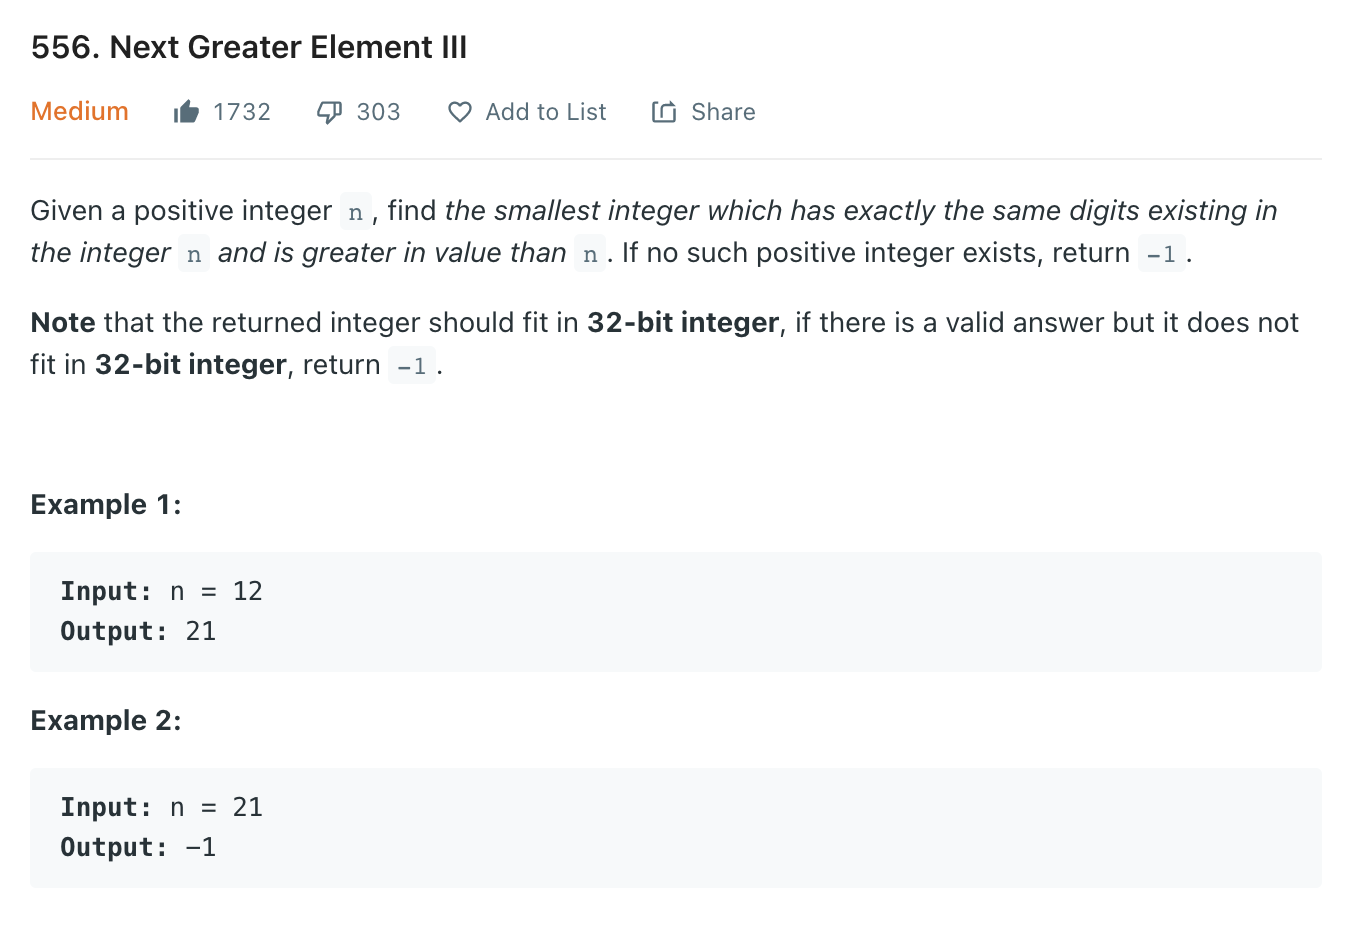 556. Next Greater Element III
Medium 1732 303 Add to List Share
Given a positive integer n, find the smallest integer which has exactly the same digits existing in
the integer n and is greater in value than n. If no such positive integer exists, return -1.
Note that the returned integer should fit in 32-bit integer, if there is a valid answer but it does not
fit in 32-bit integer, return -1.
Example 1:
Input: n = 12
Output: 21
Example 2:
Input: n = 21
Output: -1